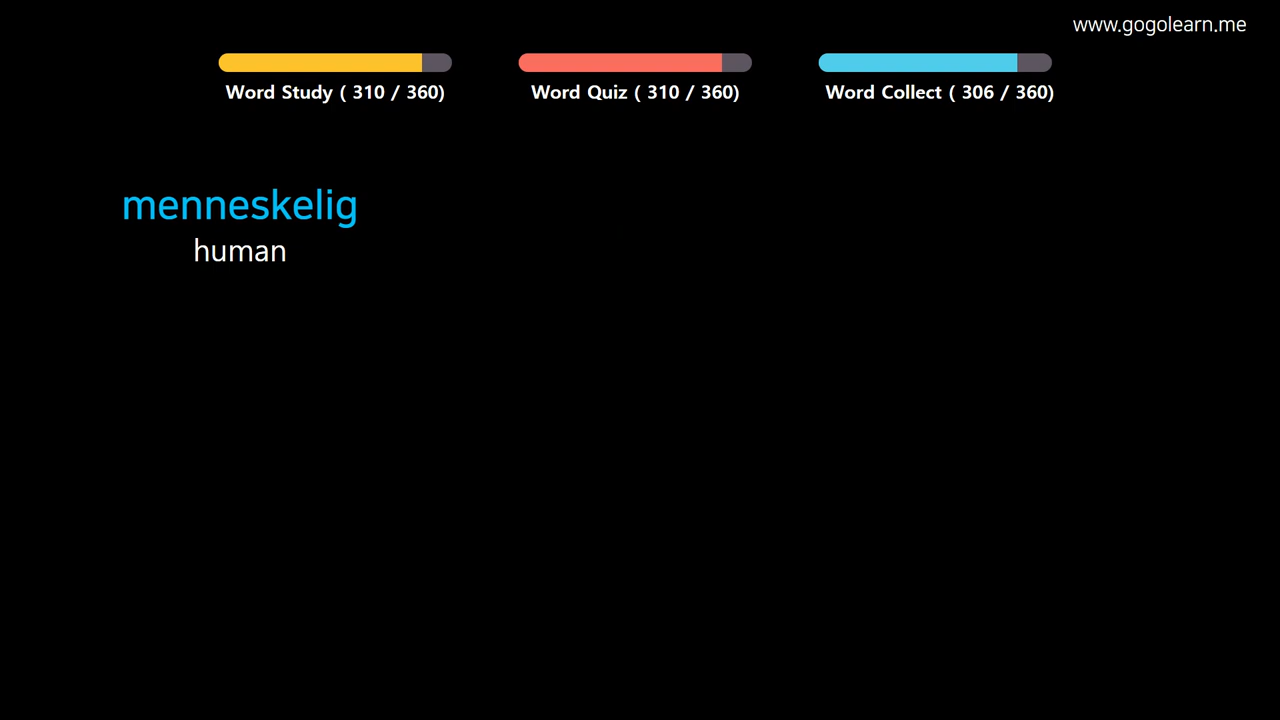 www.gogolearn.me
Word Study ( 310 / 360)
Word Quiz ( 310 / 360)
Word Collect ( 306 / 360)
menneskelig
human